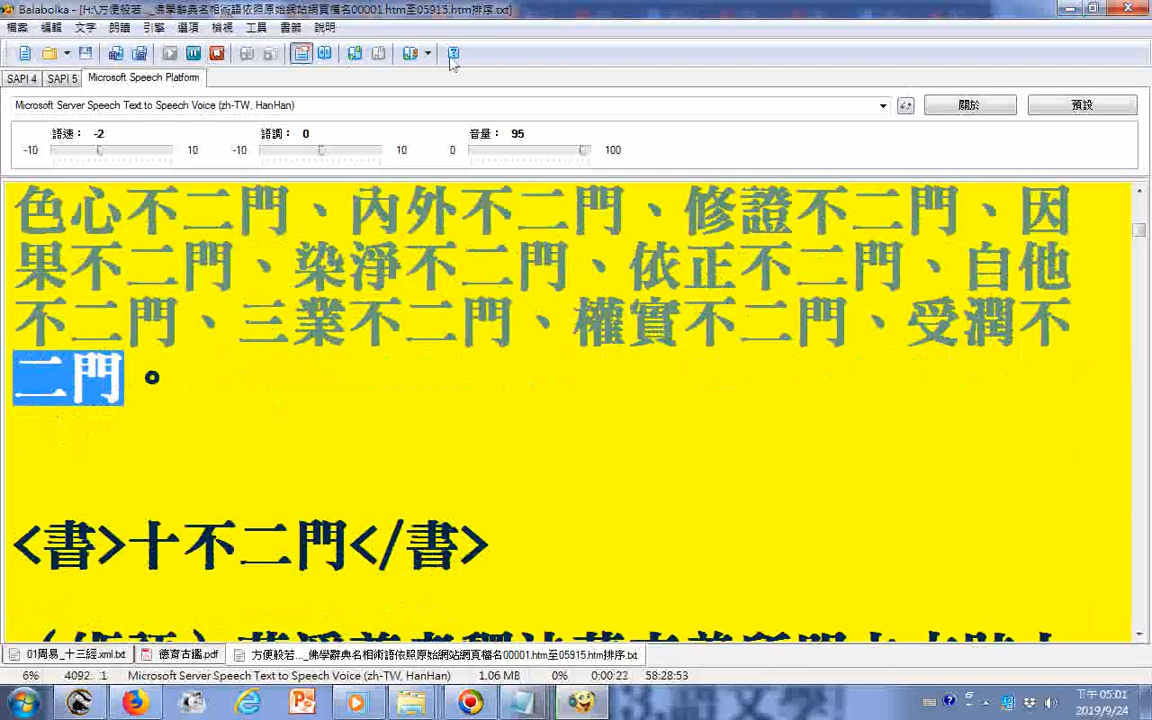 Balabolka - [H:\方便般若..._佛學辭典名相術語依照原始網站網頁檔名00001.htm至05915.htm排序.txt]
檔案 編輯 文字 朗讀 引擎 選項 檢視 工具 書籤 說明
SAPI 4 SAPI 5 Microsoft Speech Platform
Microsoft Server Speech Text to Speech Voice (zh-TW, HanHan) 關於 預設
語速： -2 語調： 0 音量： 95
-10 10 -10 10 0 100
色心不二門、內外不二門、修證不二門、因
果不二門、染淨不二門、依正不二門、自他
不二門、三業不二門、權實不二門、受潤不
二門。
<書>十不二門</書>
01周易_十三經.xml.txt 德育古鑑.pdf 方便般若..._佛學辭典名相術語依照原始網站網頁檔名00001.htm至05915.htm排序.txt
6% 4092: 1 Microsoft Server Speech Text to Speech Voice (zh-TW, HanHan) 1.06 MB 0% 0:00:22 58:28:53
下午 05:01
2019/9/24